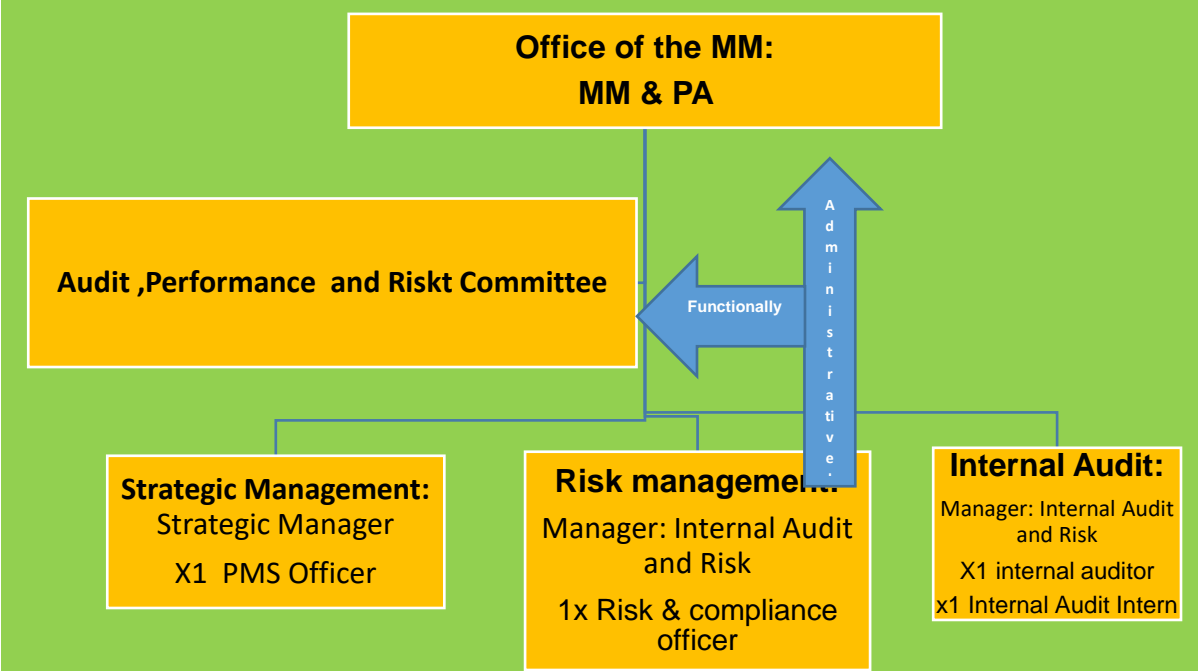 Office of the MM:
MM & PA
Audit ,Performance  and Riskt Committee
Functionally
Administrative
Strategic Management:
Strategic Manager
X1  PMS Officer
Risk management:
Manager: Internal Audit
and Risk
1x Risk & compliance
officer
Internal Audit:
Manager: Internal Audit
and Risk
X1 internal auditor
x1 Internal Audit Intern